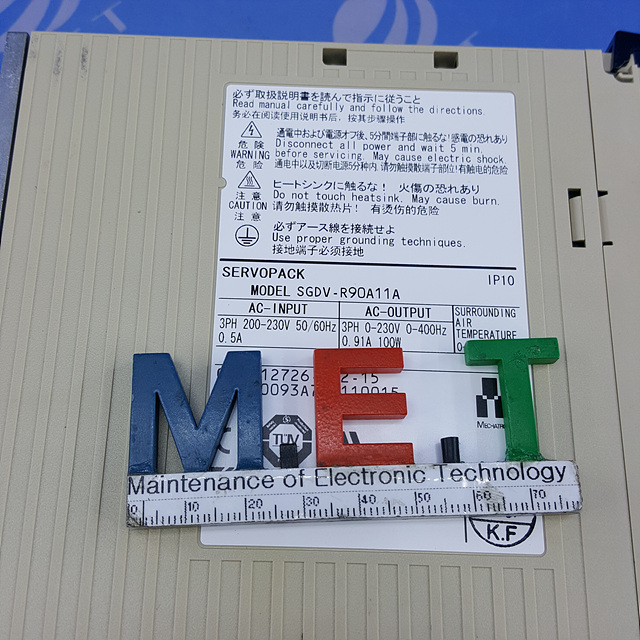 必ず取扱説明書を読んで指示に従うこと
Read manual carefully and follow the directions.
务必在阅读使用说明书后，按其步骤操作
危険
WARNING
危险
通電中および電源オフ後、5分間端子部に触るな!感電の恐れあり
Disconnect all power and wait 5 min.
before servicing. May cause electric shock.
通电中以及切断电源5分钟内,请勿触摸端子部位!有触电的危险
注意
CAUTION
注意
ヒートシンクに触るな! 火傷の恐れあり
Do not touch heatsink. May cause burn.
请勿触摸散热片! 有烫伤的危险
必ずアース線を接続せよ
Use proper grounding techniques.
接地端子必须接地
SERVOPACK IP10
MODEL SGDV-R90A11A
AC-INPUT AC-OUTPUT SURROUNDING
AIR
TEMPERATURE
3PH 200-230V 50/60Hz 3PH 0-230V 0-400Hz
0.5A 0.91A 100W
12726 2-15
0093A 110015
M.E.T
TÜV
Maintenance of Electronic Technology
0 10 20 30 40 50 60 70
K.F